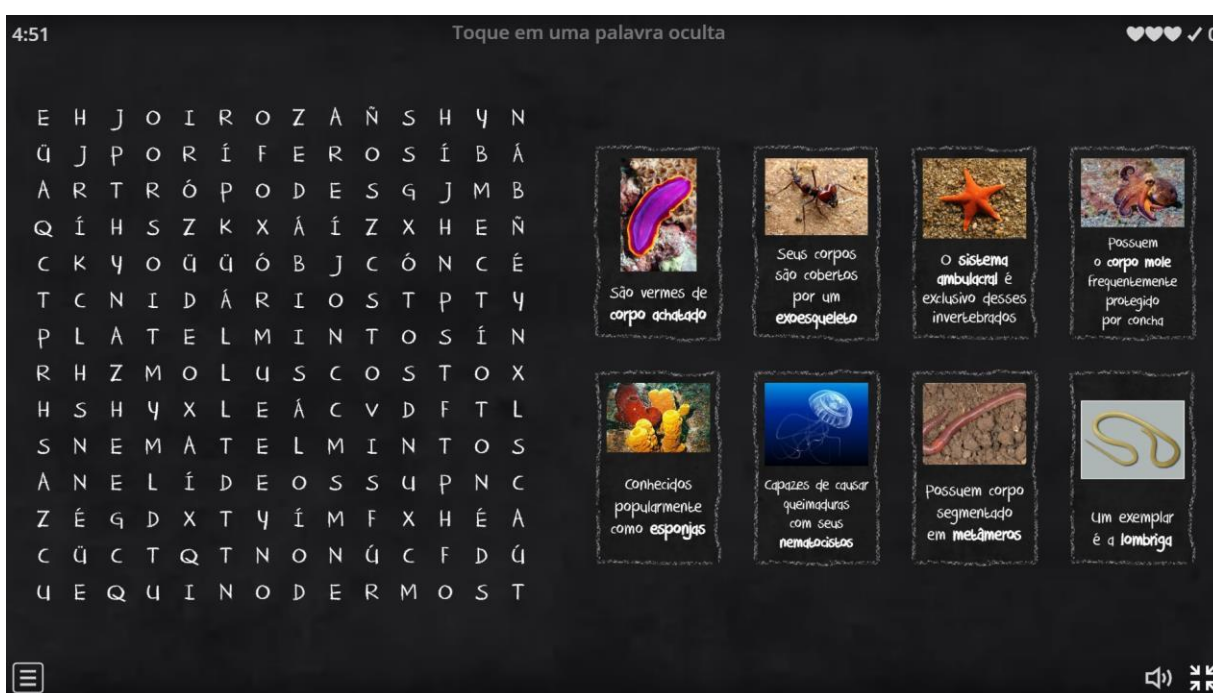 4:51
Toque em uma palavra oculta
E H J O I R O Z A Ñ S H Y N
Ü J P O R Í F E R O S Í B Á
A R T R Ó P O D E S G J M B
Q Í H S Z K X Á Í Z X H E Ñ
C K Y O Ü Ü Ó B J C Ó N C É
T C N I D Á R I O S T P T Y
P L A T E L M I N T O S Í N
R H Z M O L U S C O S T O X
H S H Y X L E Á C V D F T L
S N E M A T E L M I N T O S
A N E L Í D E O S S U P N C
Z É G D X T Y Í M F X H É A
C Ü C T Q T N O N Ú C F D Ú
U E Q U I N O D E R M O S T
São vermes de
corpo achatado
Seus corpos
são cobertos
por um
exoesqueleto
O sistema
ambulacral é
exclusivo desses
invertebrados
Possuem
o corpo mole
frequentemente
protegido
por concha
Conhecidos
popularmente
como esponjas
Capazes de causar
queimaduras
com seus
nematocistos
Possuem corpo
segmentado
em metâmeros
Um exemplar
é a lombriga